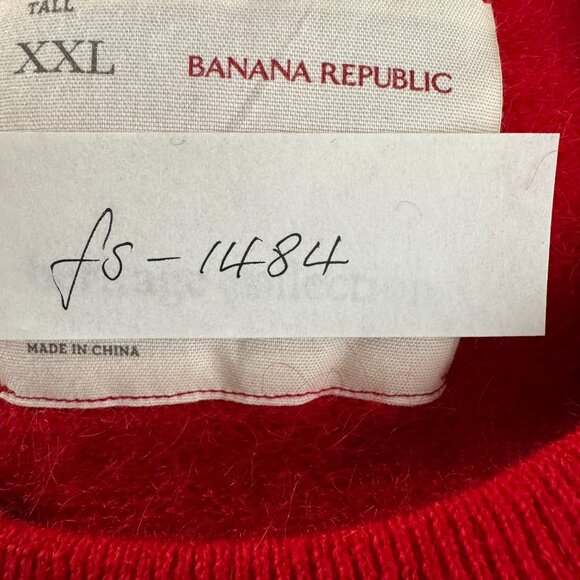 TALL
XXL
BANANA REPUBLIC
fs-1484
MADE IN CHINA